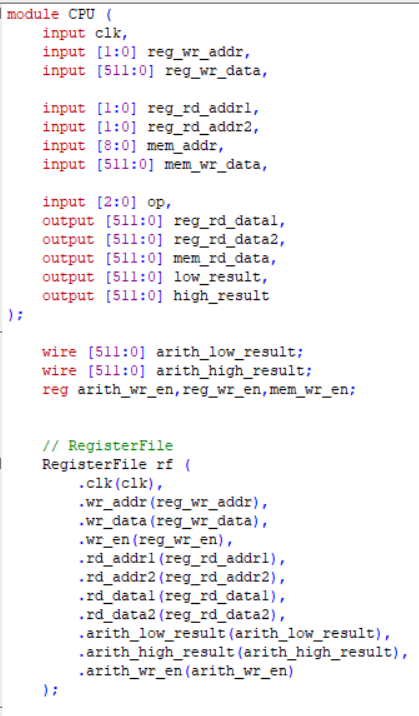 module CPU (
    input clk,
    input [1:0] reg_wr_addr,
    input [511:0] reg_wr_data,

    input [1:0] reg_rd_addr1,
    input [1:0] reg_rd_addr2,
    input [8:0] mem_addr,
    input [511:0] mem_wr_data,

    input [2:0] op,
    output [511:0] reg_rd_data1,
    output [511:0] reg_rd_data2,
    output [511:0] mem_rd_data,
    output [511:0] low_result,
    output [511:0] high_result
);

    wire [511:0] arith_low_result;
    wire [511:0] arith_high_result;
    reg arith_wr_en,reg_wr_en,mem_wr_en;


    // RegisterFile
    RegisterFile rf (
        .clk(clk),
        .wr_addr(reg_wr_addr),
        .wr_data(reg_wr_data),
        .wr_en(reg_wr_en),
        .rd_addr1(reg_rd_addr1),
        .rd_addr2(reg_rd_addr2),
        .rd_data1(reg_rd_data1),
        .rd_data2(reg_rd_data2),
        .arith_low_result(arith_low_result),
        .arith_high_result(arith_high_result),
        .arith_wr_en(arith_wr_en)
    );